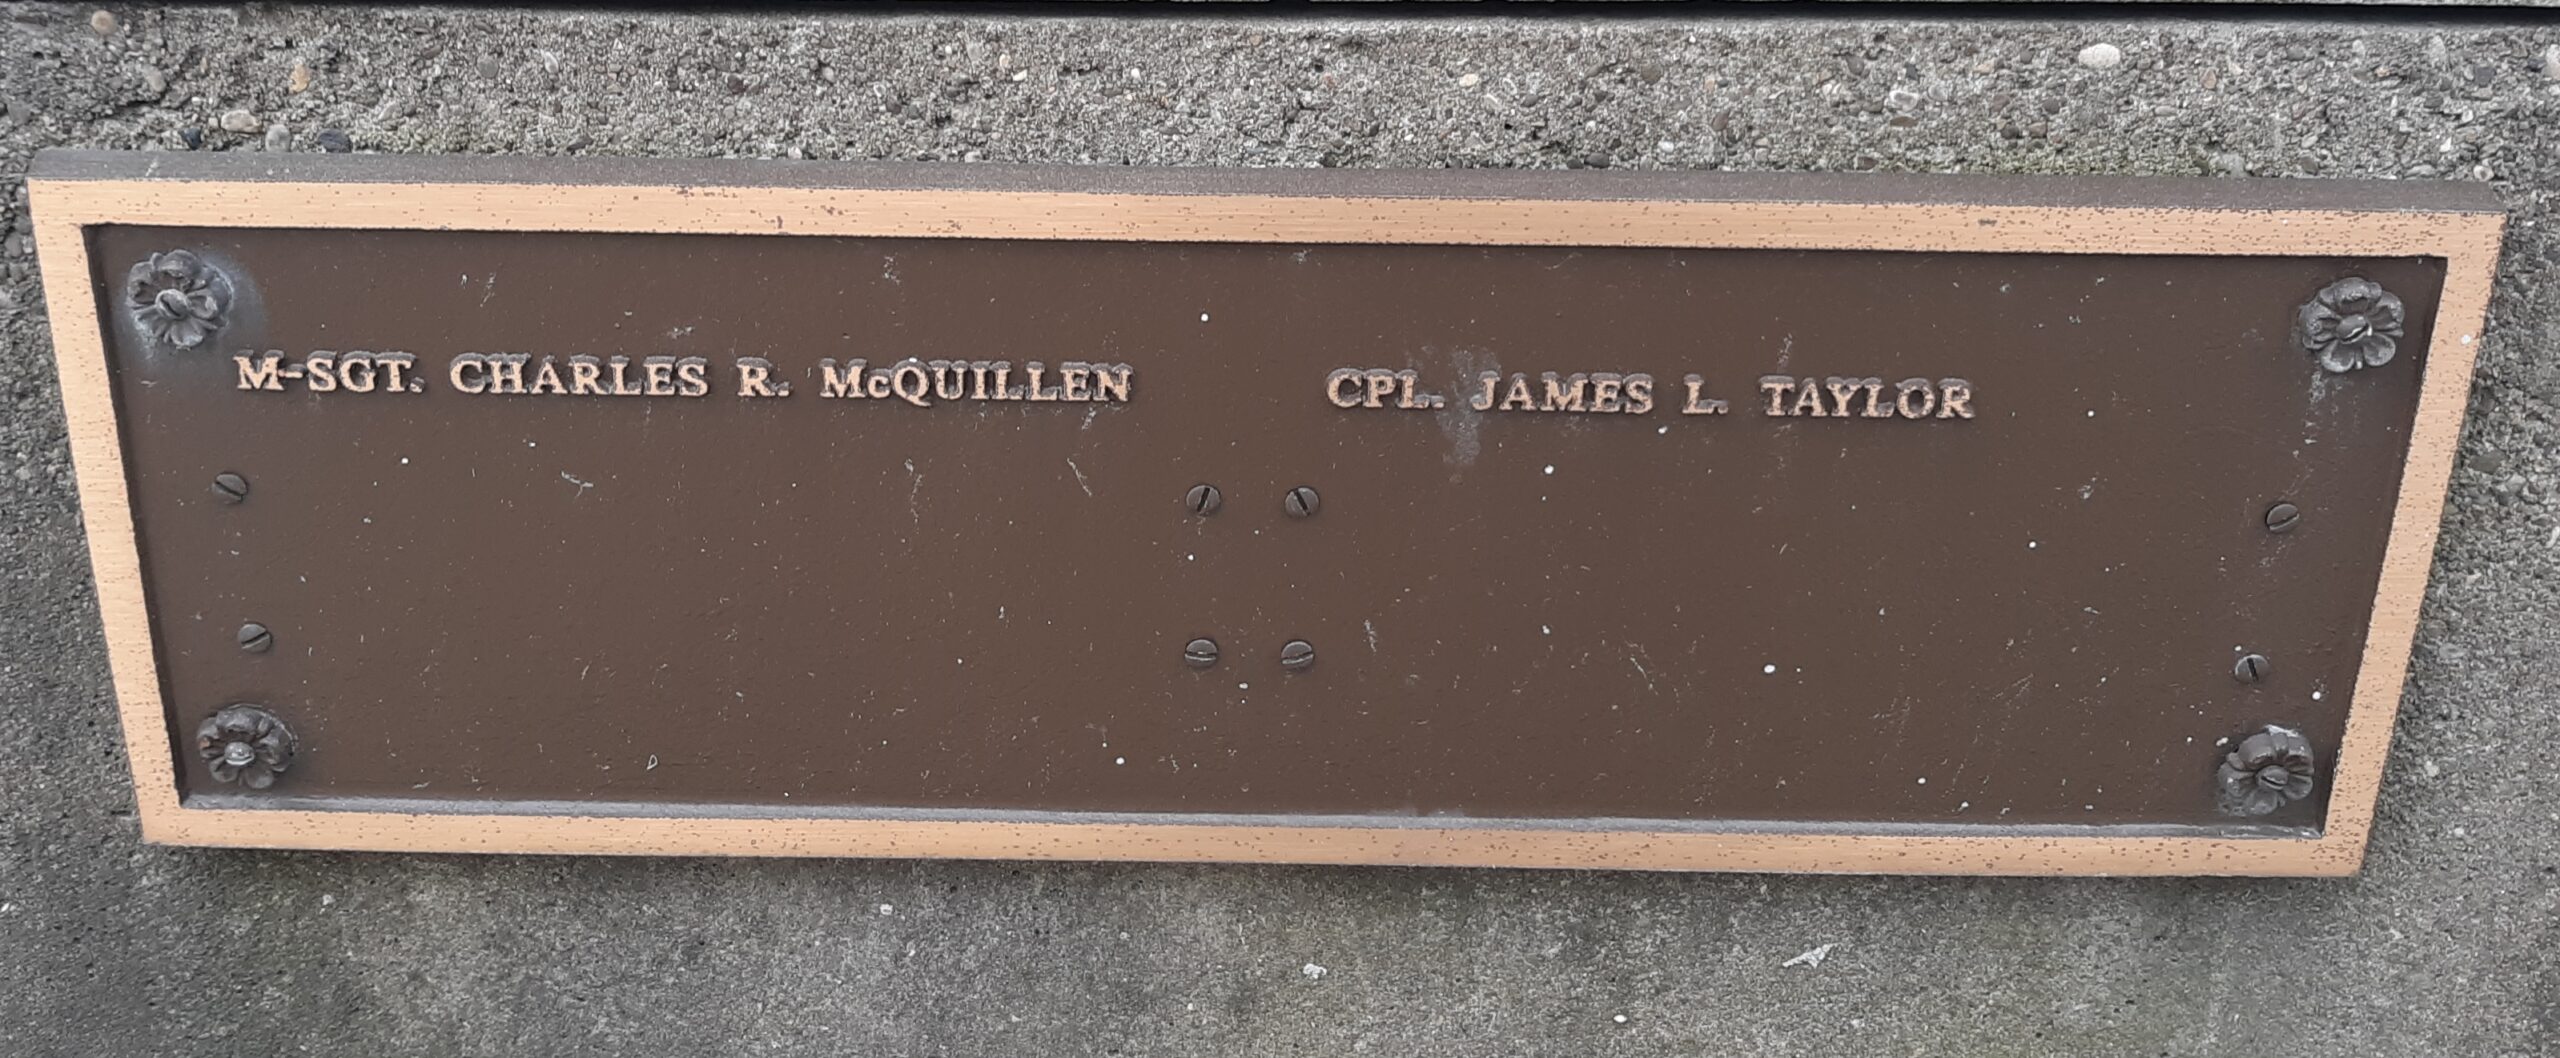 M-SGT. CHARLES R. McQUILLEN
CPL. JAMES L. TAYLOR